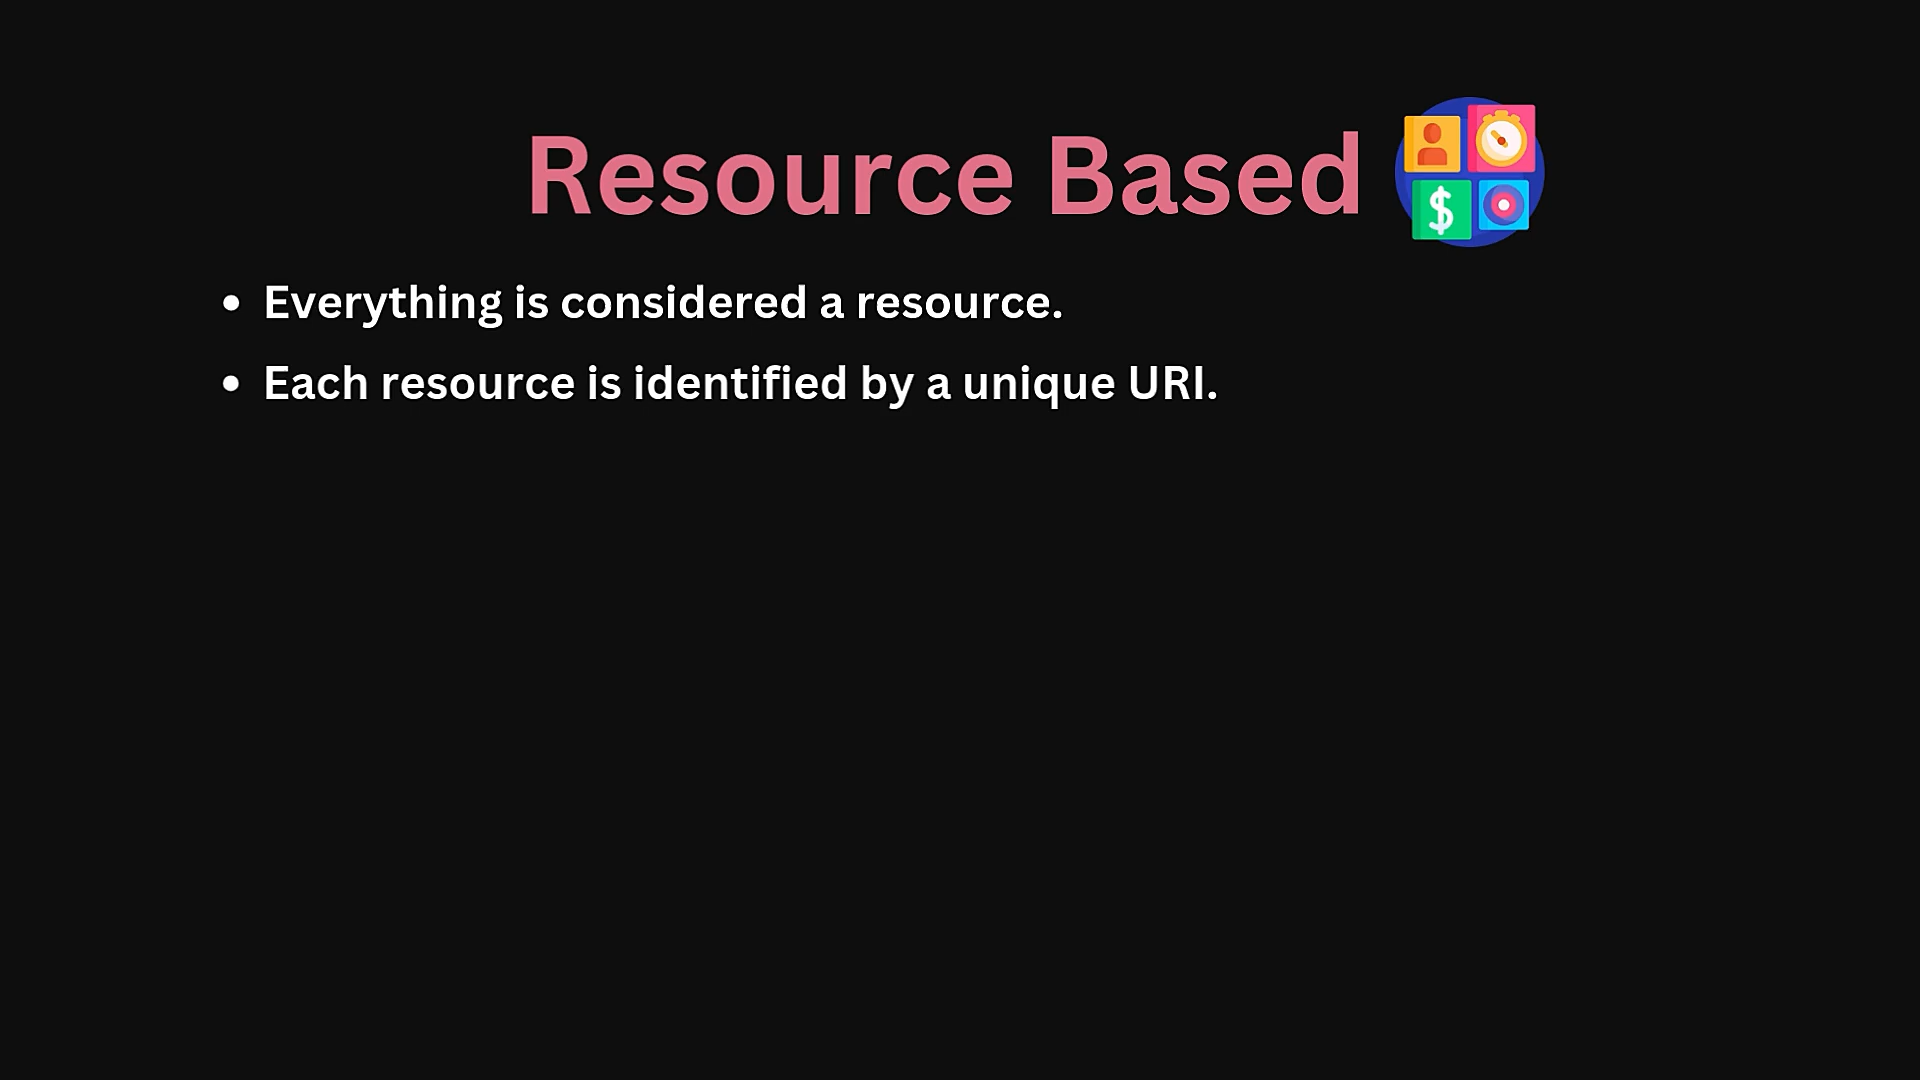 Resource Based
$
• Everything is considered a resource.
• Each resource is identified by a unique URI.